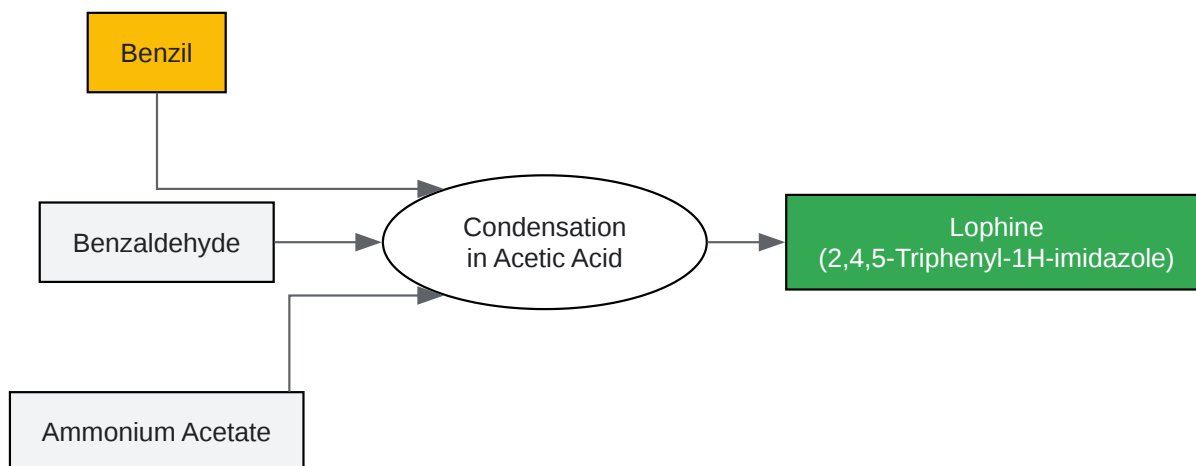 Benzil
Benzaldehyde
Condensation
in Acetic Acid
Lophine
(2,4,5-Triphenyl-1H-imidazole)
Ammonium Acetate